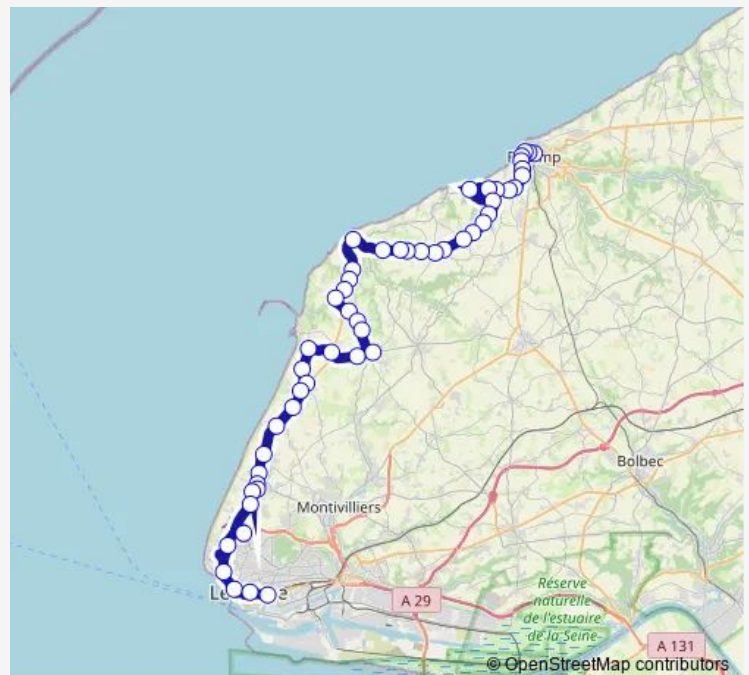 Bolbec
Montivilliers
A 29
Réserve
naturelle
de l'estuaire
de la Seine
A 131
© OpenStreetMap contributors